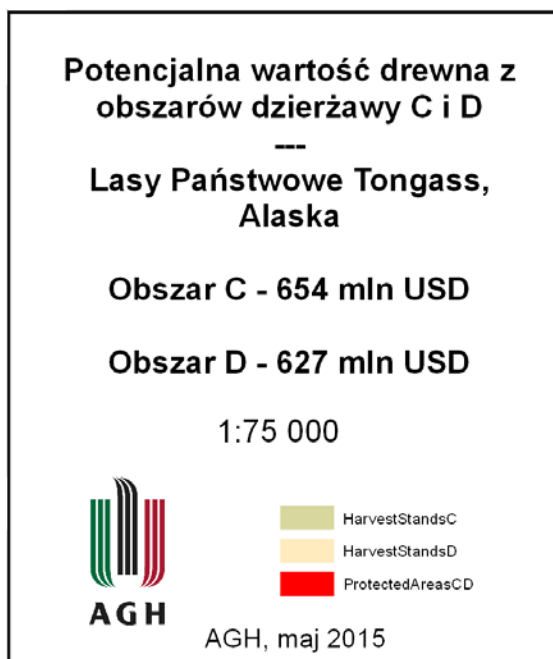 Potencjalna wartość drewna z
obszarów dzierżawy C i D
---
Lasy Państwowe Tongass,
Alaska
Obszar C - 654 mln USD
Obszar D - 627 mln USD
1:75 000
HarvestStandsC
HarvestStandsD
ProtectedAreasCD
AGH
AGH, maj 2015